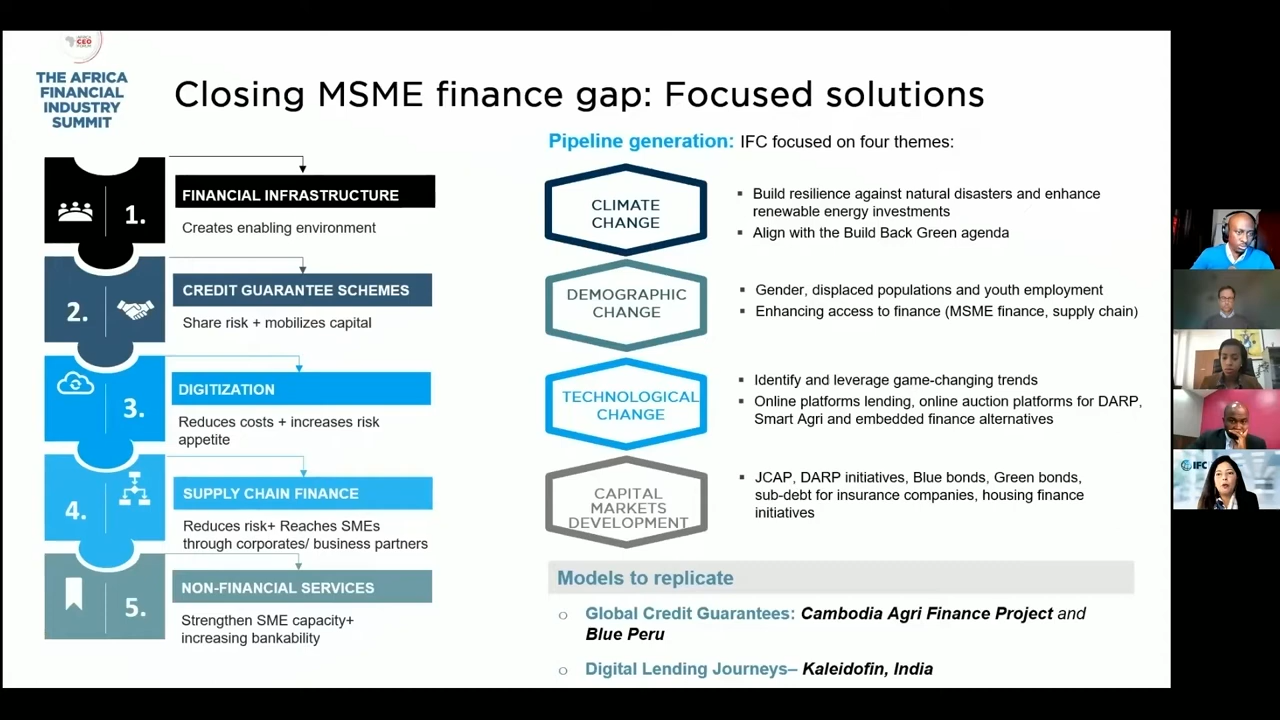 AFRICA
CEO
FORUM
THE AFRICA
FINANCIAL
INDUSTRY
SUMMIT
Closing MSME finance gap: Focused solutions
1.
FINANCIAL INFRASTRUCTURE
Creates enabling environment
2.
CREDIT GUARANTEE SCHEMES
Share risk + mobilizes capital
3.
DIGITIZATION
Reduces costs + increases risk
appetite
4.
SUPPLY CHAIN FINANCE
Reduces risk+ Reaches SMEs
through corporates/ business partners
5.
NON-FINANCIAL SERVICES
Strengthen SME capacity+
increasing bankability
Pipeline generation: IFC focused on four themes:
CLIMATE
CHANGE
▪ Build resilience against natural disasters and enhance
renewable energy investments
▪ Align with the Build Back Green agenda
DEMOGRAPHIC
CHANGE
▪ Gender, displaced populations and youth employment
▪ Enhancing access to finance (MSME finance, supply chain)
TECHNOLOGICAL
CHANGE
▪ Identify and leverage game-changing trends
▪ Online platforms lending, online auction platforms for DARP,
Smart Agri and embedded finance alternatives
CAPITAL
MARKETS
DEVELOPMENT
▪ JCAP, DARP initiatives, Blue bonds, Green bonds,
sub-debt for insurance companies, housing finance
initiatives
Models to replicate
o Global Credit Guarantees: Cambodia Agri Finance Project and
Blue Peru
o Digital Lending Journeys– Kaleidofin, India
IFC